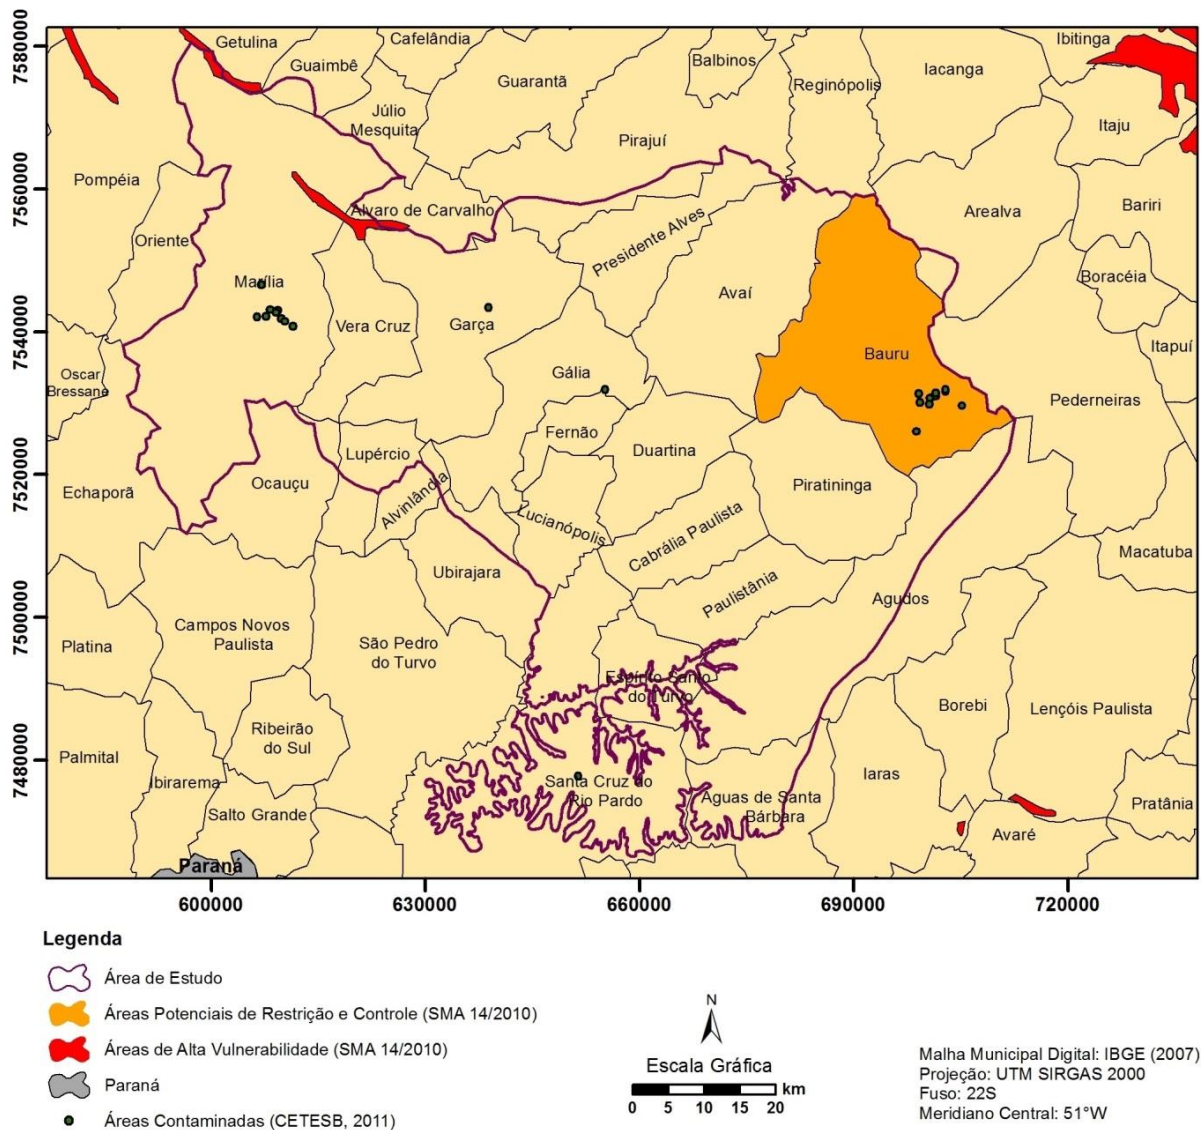 Getulina
Cafelândia
Ibitinga
Guaimbê
Guarantã
Balbinos
Reginópolis
Iacanga
Júlio
Mesquita
Itaju
Pirajuí
Pompéia
Alvaro de Carvalho
Arealva
Bariri
Oriente
Presidente Alves
Boracéia
Marília
Avaí
Vera Cruz
Garça
Bauru
Itapuí
Oscar
Bressane
Gália
Pederneiras
Fernão
Duartina
Lupércio
Echaporã
Ocauçu
Alvinlândia
Piratininga
Lucianópolis
Cabrália Paulista
Macatuba
Ubirajara
Paulistânia
Agudos
Platina
Campos Novos
Paulista
São Pedro
do Turvo
Espírito Santo
do Turvo
Borebi
Lençóis Paulista
Ribeirão
do Sul
Palmital
Ibirarema
Iaras
Santa Cruz do
Rio Pardo
Aguas de Santa
Bárbara
Salto Grande
Pratânia
Avaré
Paraná
7580000
7560000
7540000
7520000
7500000
7480000
600000 630000 660000 690000 720000
Legenda
Área de Estudo
Áreas Potenciais de Restrição e Controle (SMA 14/2010)
Áreas de Alta Vulnerabilidade (SMA 14/2010)
Paraná
Áreas Contaminadas (CETESB, 2011)
N
Escala Gráfica
km
0 5 10 15 20
Malha Municipal Digital: IBGE (2007)
Projeção: UTM SIRGAS 2000
Fuso: 22S
Meridiano Central: 51°W